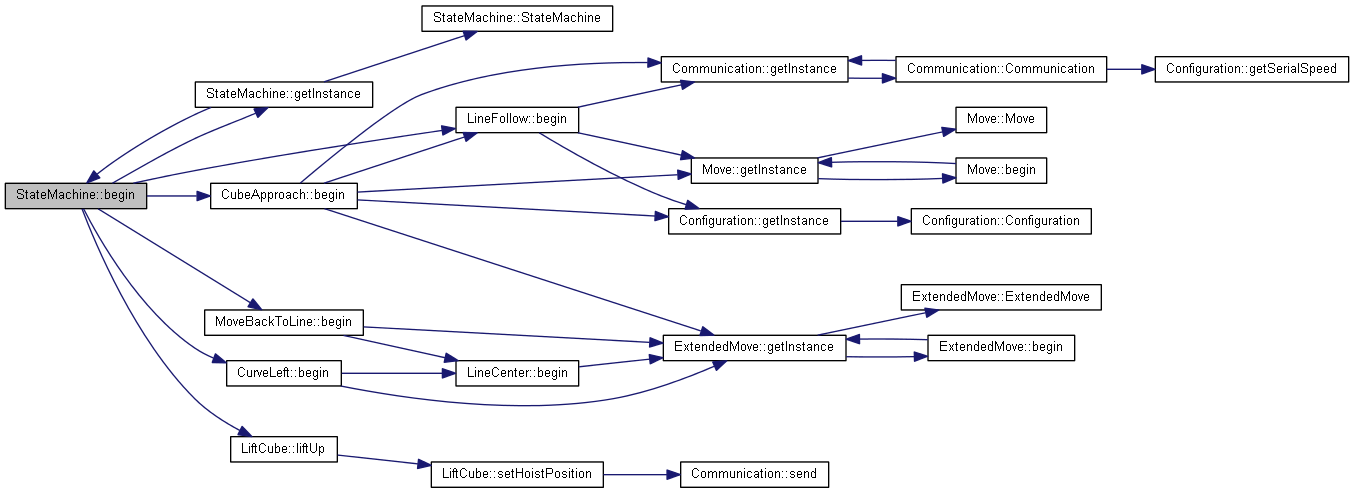 StateMachine::StateMachine
Communication::getInstance
Communication::Communication
Configuration::getSerialSpeed
StateMachine::getInstance
LineFollow::begin
Move::Move
Move::getInstance
Move::begin
StateMachine::begin
CubeApproach::begin
Configuration::getInstance
Configuration::Configuration
ExtendedMove::ExtendedMove
MoveBackToLine::begin
ExtendedMove::getInstance
ExtendedMove::begin
CurveLeft::begin
LineCenter::begin
LiftCube::liftUp
LiftCube::setHoistPosition
Communication::send